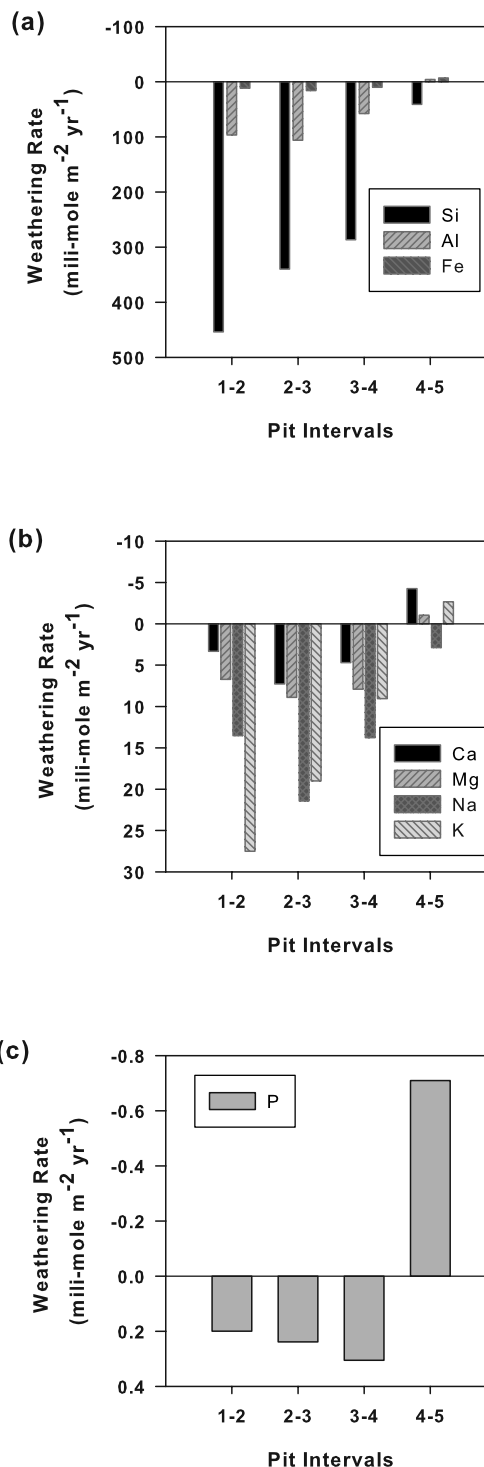 (a)
-100
0
100
200
300
400
500
Weathering Rate
(mili-mole m-2 yr-1)
Si
Al
Fe
1-2 2-3 3-4 4-5
Pit Intervals
(b)
-10
-5
0
5
10
15
20
25
30
Weathering Rate
(mili-mole m-2 yr-1)
Ca
Mg
Na
K
1-2 2-3 3-4 4-5
Pit Intervals
(c)
-0.8
-0.6
-0.4
-0.2
0.0
0.2
0.4
Weathering Rate
(mili-mole m-2 yr-1)
P
1-2 2-3 3-4 4-5
Pit Intervals